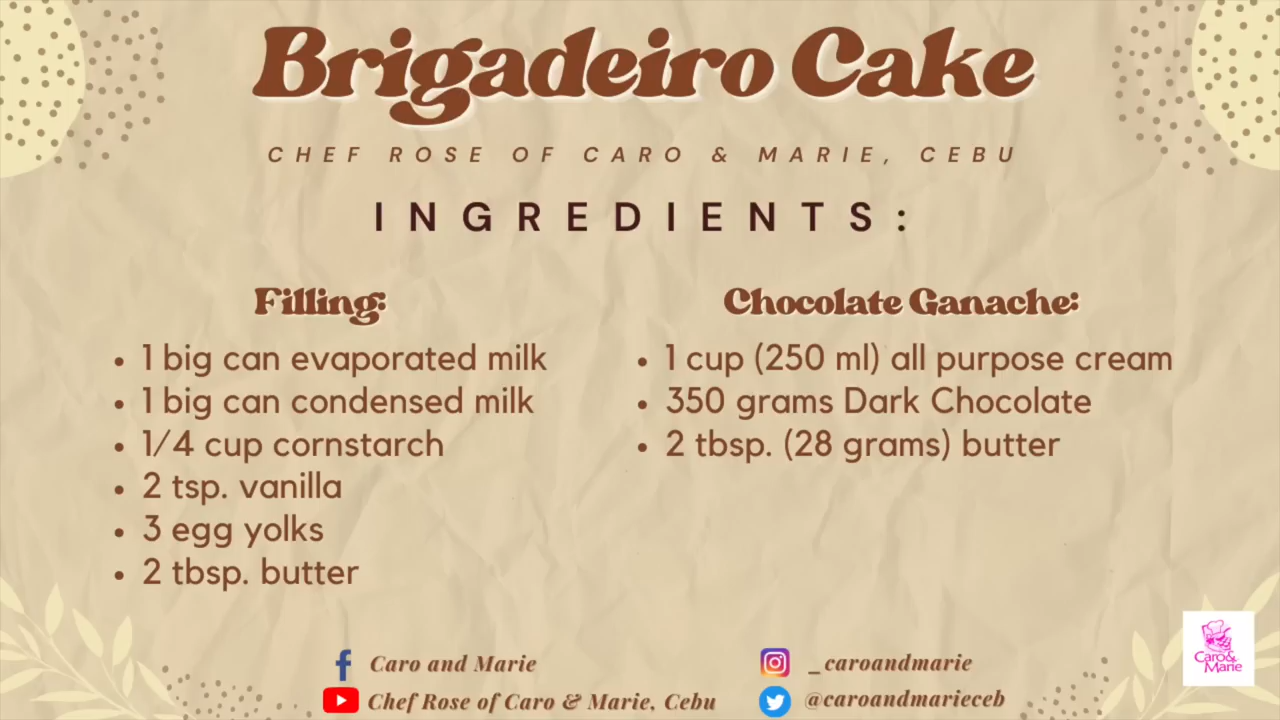 Brigadeiro Cake
CHEF ROSE OF CARO & MARIE, CEBU
INGREDIENTS:
Filling:
• 1 big can evaporated milk
• 1 big can condensed milk
• 1/4 cup cornstarch
• 2 tsp. vanilla
• 3 egg yolks
• 2 tbsp. butter
Chocolate Ganache:
• 1 cup (250 ml) all purpose cream
• 350 grams Dark Chocolate
• 2 tbsp. (28 grams) butter
Caro and Marie
Chef Rose of Caro & Marie, Cebu
_caroandmarie
@caroandmarieceb
Caro&
Marie